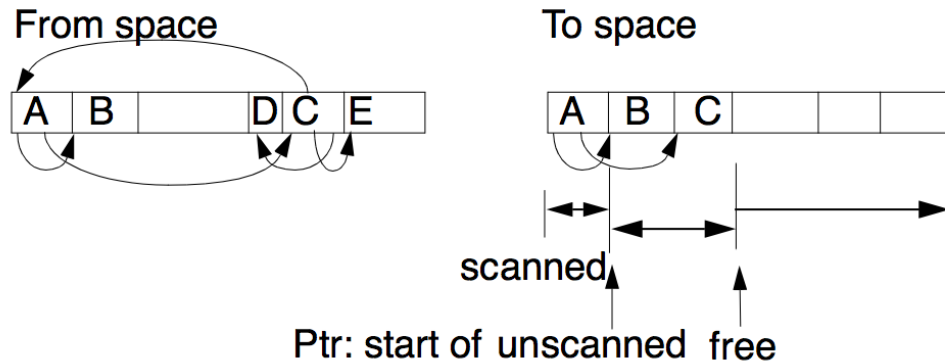 From space
To space
A B D C E
A B C
scanned
Ptr: start of unscanned free